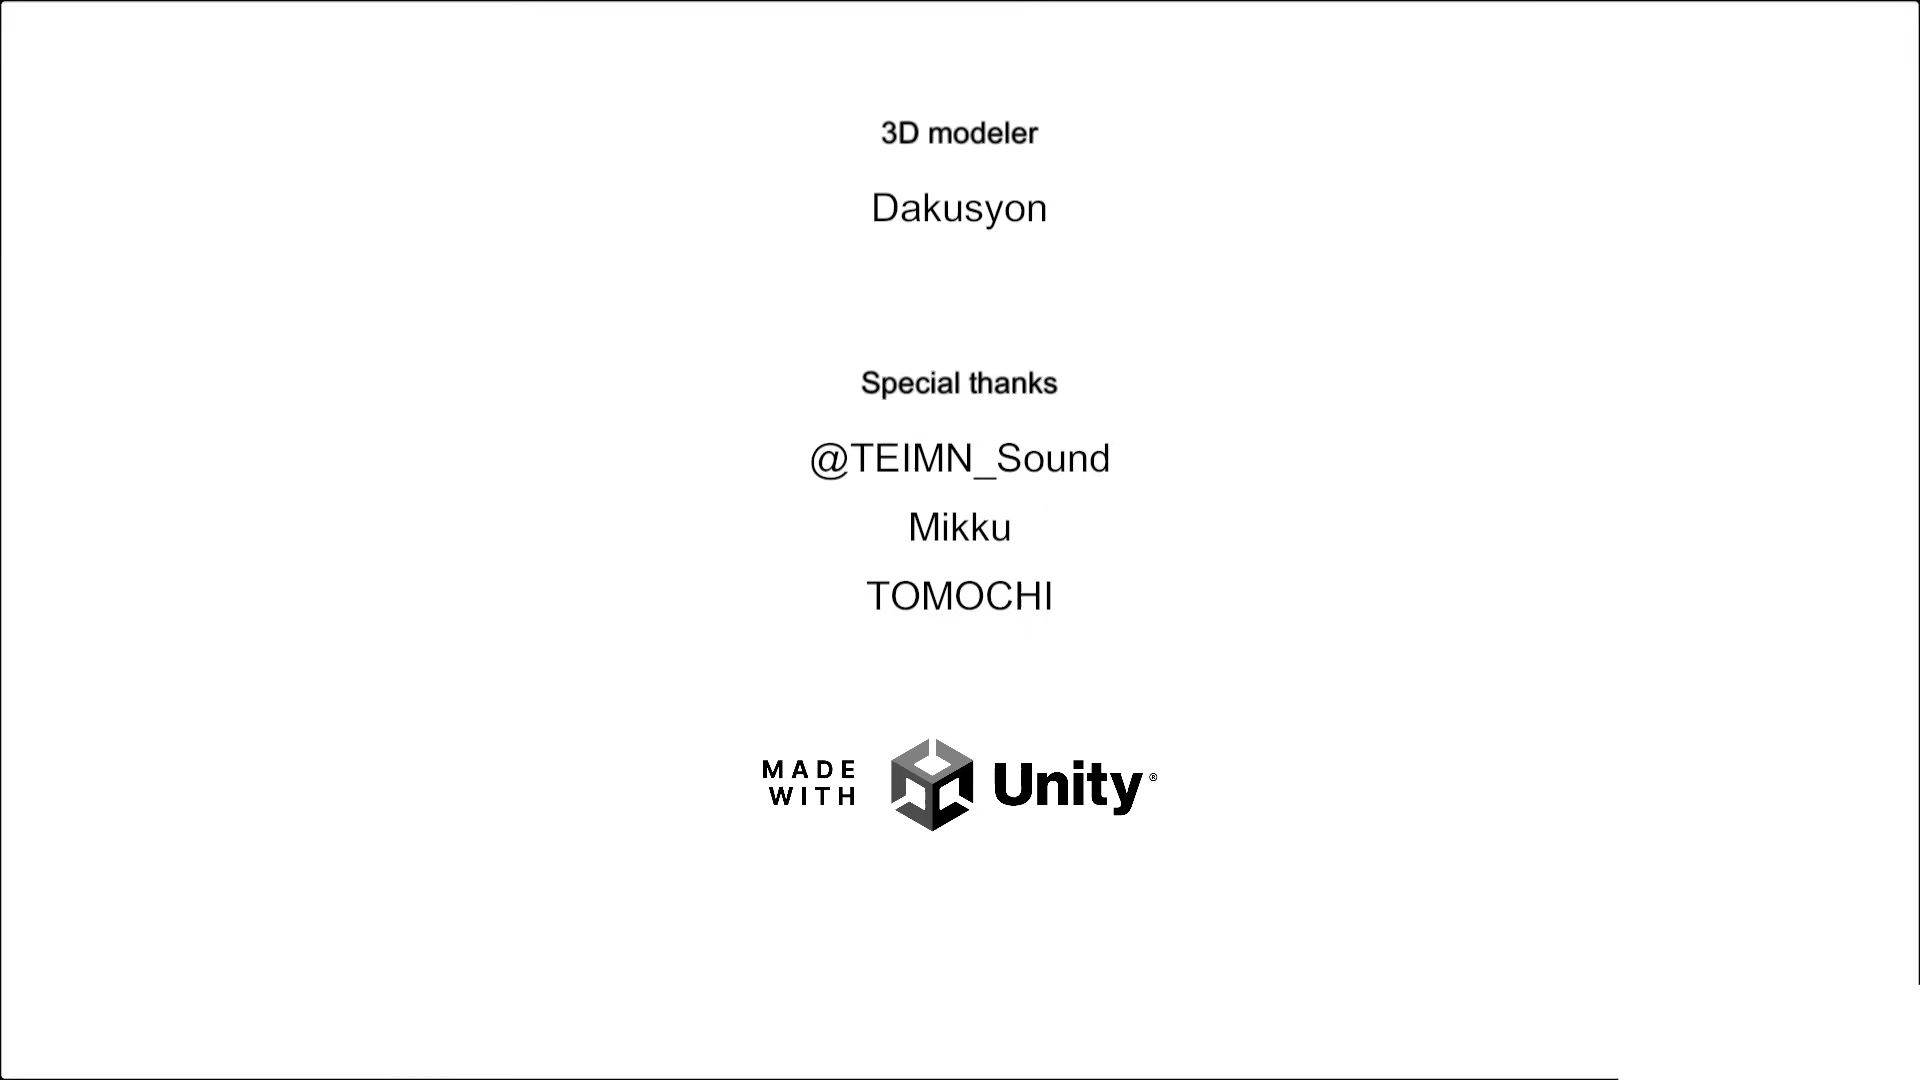 3D modeler
Dakusyon
Special thanks
@TEIMN_Sound
Mikku
TOMOCHI
MADE
WITH
Unity®